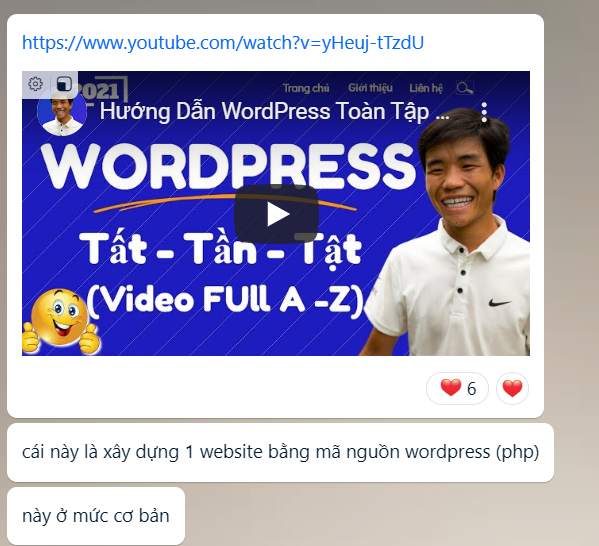 https://www.youtube.com/watch?v=yHeuj-tTzdU
2021
Trang chủ Giới thiệu Liên hệ
Hướng Dẫn WordPress Toàn Tập ...
WORDPRESS
Tất - Tần - Tật
(Video FUll A -Z)
6
cái này là xây dựng 1 website bằng mã nguồn wordpress (php)
này ở mức cơ bản